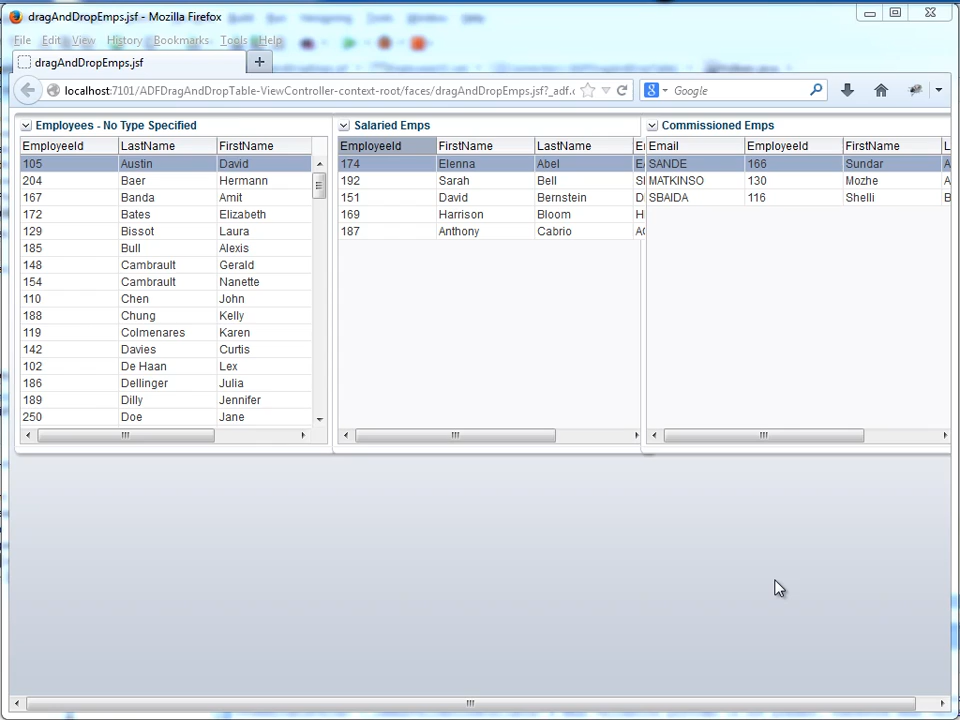 dragAndDropEmps.jsf - Mozilla Firefox
File Edit View History Bookmarks Tools Help
dragAndDropEmps.jsf
localhost:7101/ADFDragAndDropTable-ViewController-context-root/faces/dragAndDropEmps.jsf?_adf.c
Google
Employees - No Type Specified
EmployeeId LastName FirstName
105 Austin David
204 Baer Hermann
167 Banda Amit
172 Bates Elizabeth
129 Bissot Laura
185 Bull Alexis
148 Cambrault Gerald
154 Cambrault Nanette
110 Chen John
188 Chung Kelly
119 Colmenares Karen
142 Davies Curtis
102 De Haan Lex
186 Dellinger Julia
189 Dilly Jennifer
250 Doe Jane
Salaried Emps
EmployeeId FirstName LastName
174 Elenna Abel
192 Sarah Bell
151 David Bernstein
169 Harrison Bloom
187 Anthony Cabrio
Commissioned Emps
Email EmployeeId FirstName
SANDE 166 Sundar
MATKINSO 130 Mozhe
SBAIDA 116 Shelli